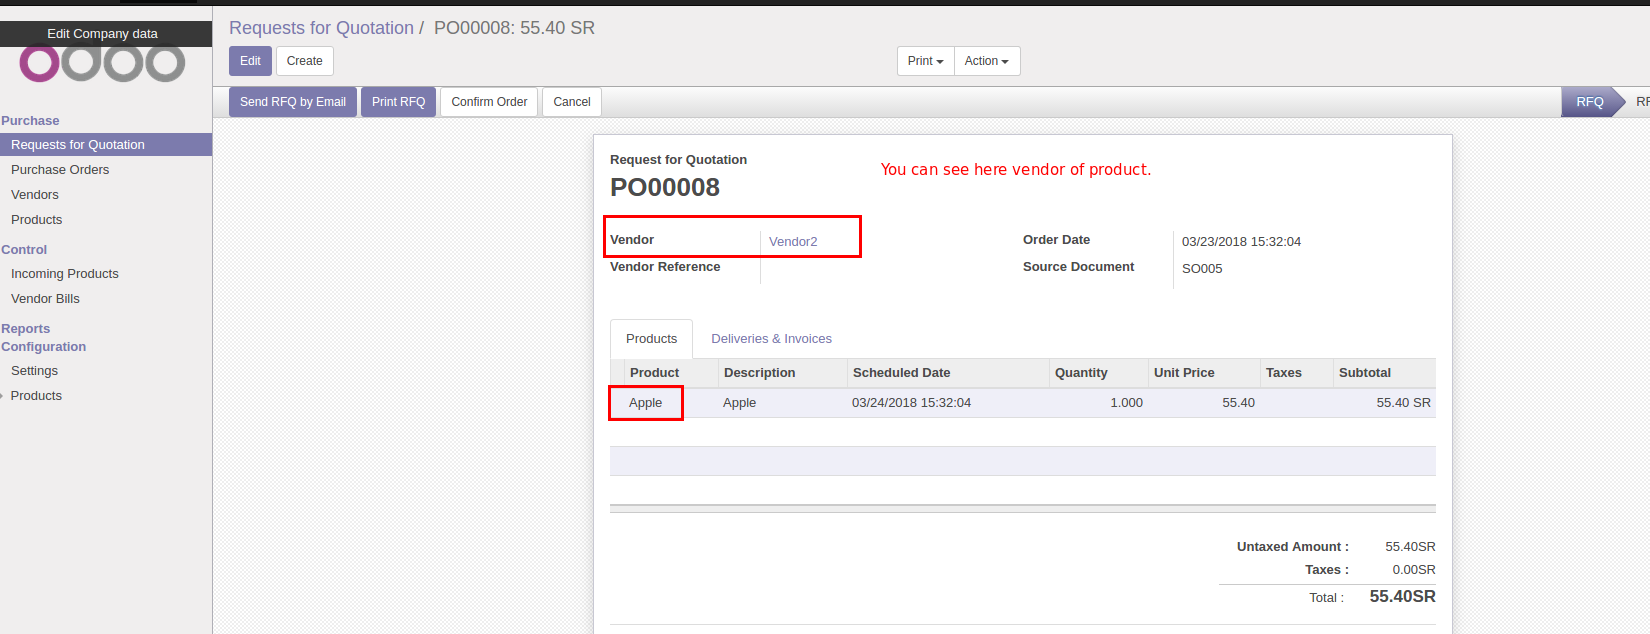 Edit Company data
odoo
Requests for Quotation / PO00008: 55.40 SR
Edit Create Print Action
Send RFQ by Email Print RFQ Confirm Order Cancel RFQ RF
Purchase
Requests for Quotation
Purchase Orders
Vendors
Products
Control
Incoming Products
Vendor Bills
Reports
Configuration
Settings
Products
Request for Quotation
You can see here vendor of product.
PO00008
Vendor Vendor2 Order Date 03/23/2018 15:32:04
Vendor Reference Source Document SO005
Products Deliveries & Invoices
Product Description Scheduled Date Quantity Unit Price Taxes Subtotal
Apple Apple 03/24/2018 15:32:04 1.000 55.40 55.40 SR
Untaxed Amount : 55.40SR
Taxes : 0.00SR
Total : 55.40SR